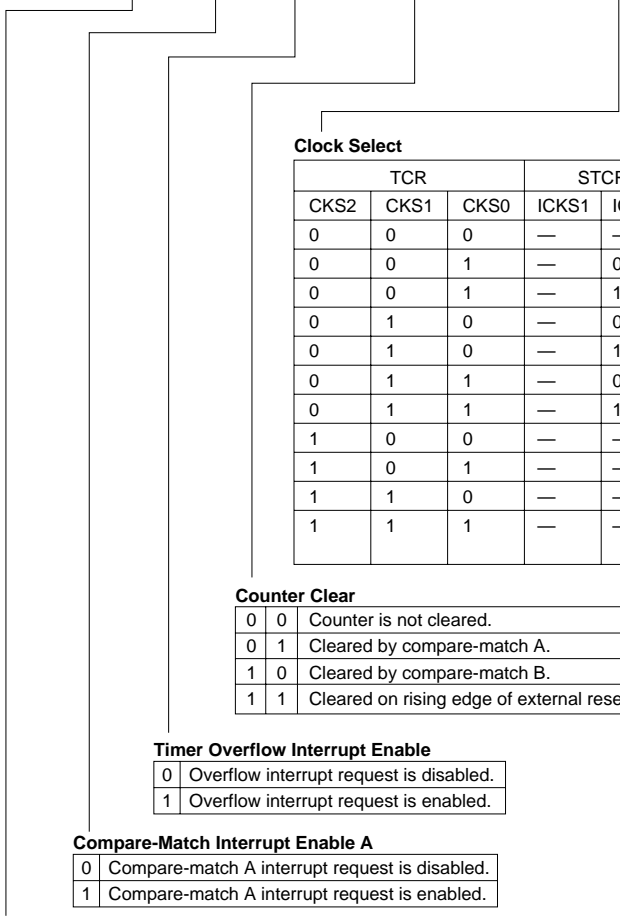 Clock Select
TCR
CKS2 CKS1 CKS0 ICKS1
0 0 0 —
0 0 1 — 0
0 0 1 — 1
0 1 0 — 0
0 1 0 — 1
0 1 1 — 0
0 1 1 — 1
1 0 0 — –
1 0 1 — –
1 1 0 — –
1 1 1 — –
Counter Clear
0 0 Counter is not cleared.
0 1 Cleared by compare-match A.
1 0 Cleared by compare-match B.
1 1 Cleared on rising edge of external
Timer Overflow Interrupt Enable
0 Overflow interrupt request is disabled.
1 Overflow interrupt request is enabled.
Compare-Match Interrupt Enable A
0 Compare-match A interrupt request is disabled.
1 Compare-match A interrupt request is enabled.